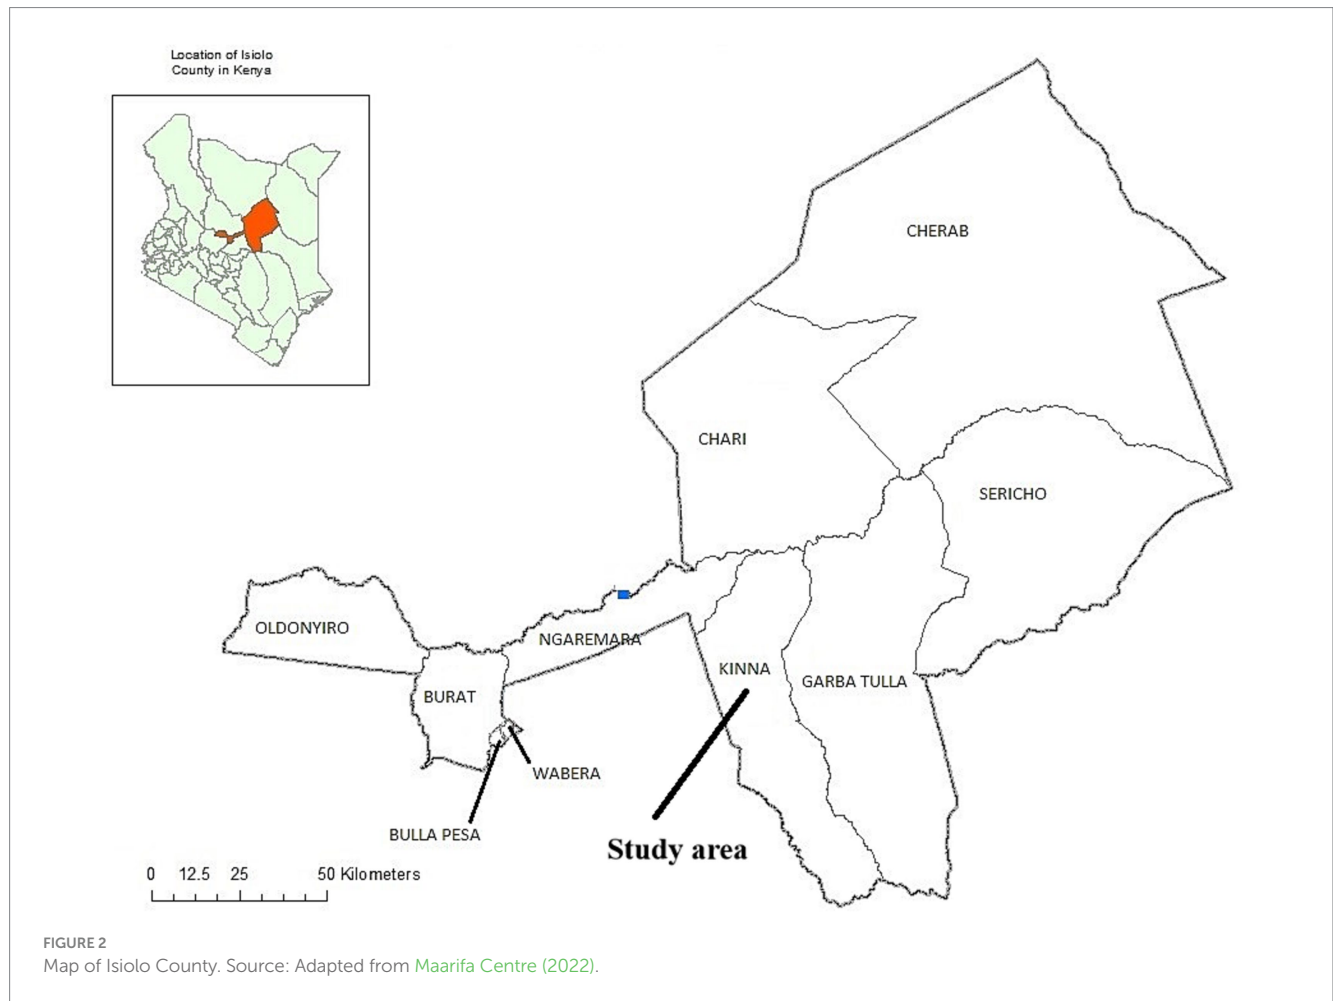 Location of Isiolo
County in Kenya
CHERAB
CHARI
SERICHO
OLDONYIRO
NGAREMARA
KINNA
GARBA TULLA
BURAT
WABERA
BULLA PESA
Study area
0 12.5 25 50 Kilometers
FIGURE 2
Map of Isiolo County. Source: Adapted from Maarifa Centre (2022).